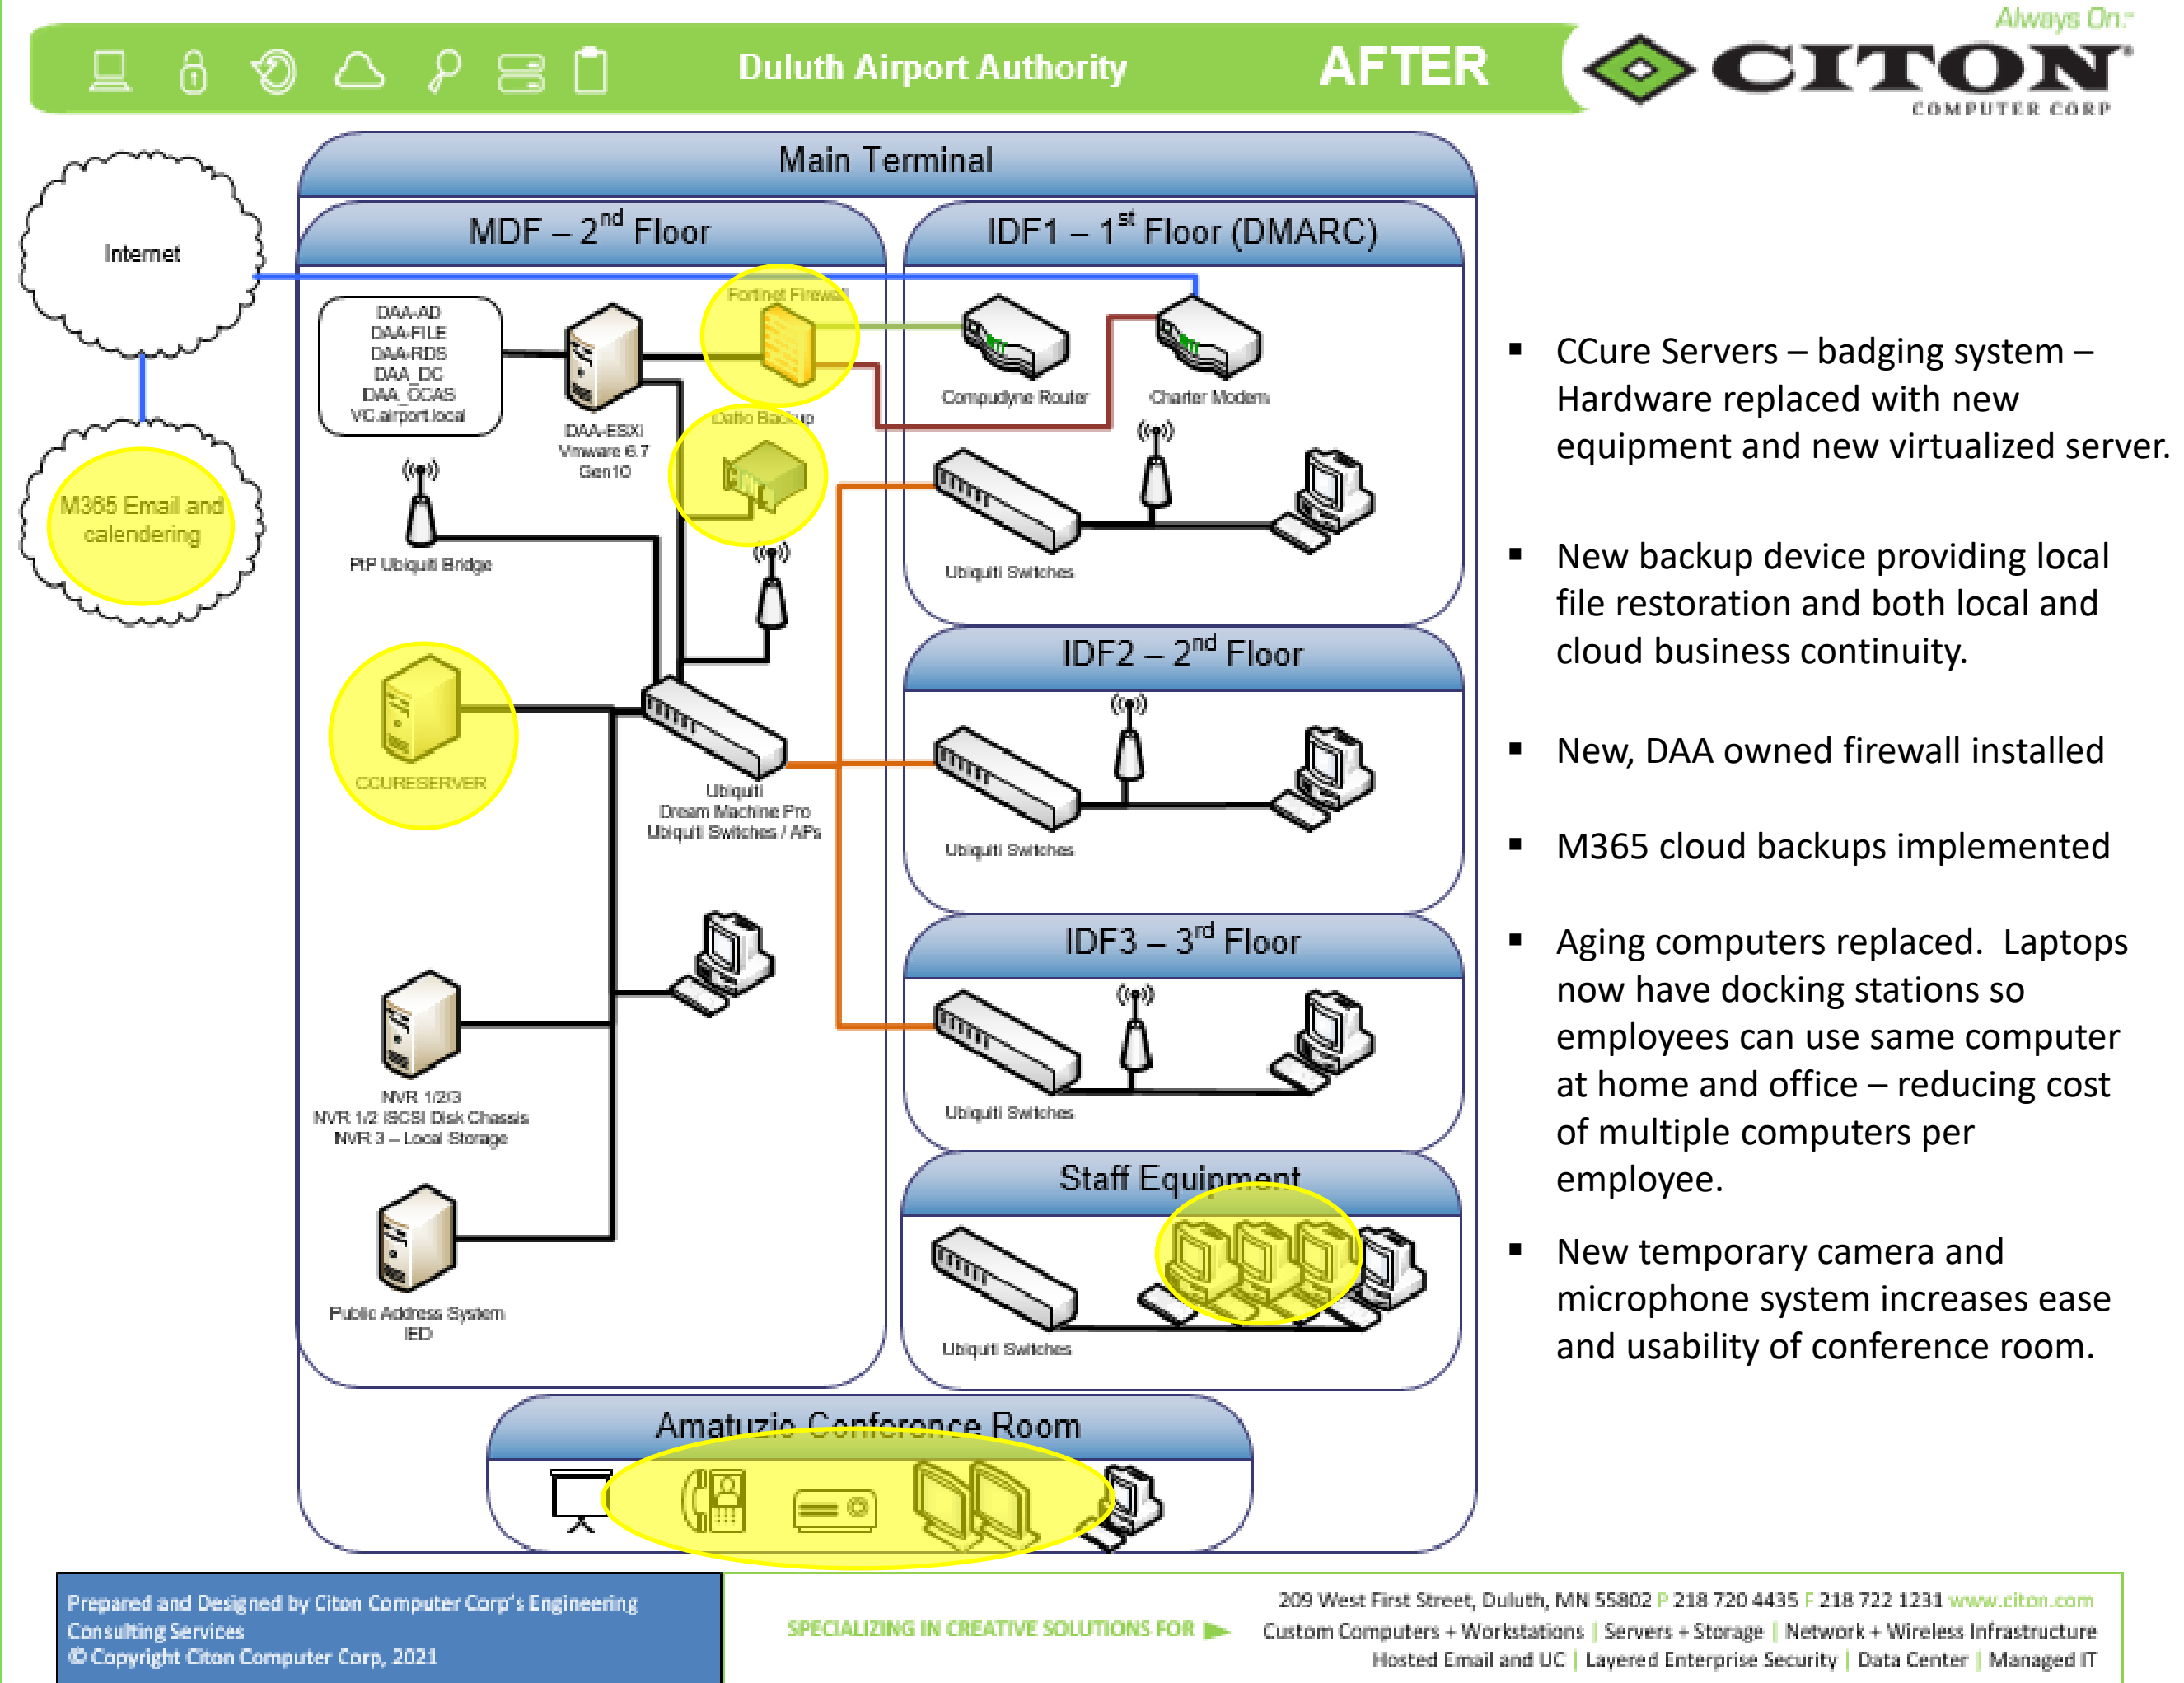 Always On.™
Duluth Airport Authority
AFTER
CITON®
COMPUTER CORP
Main Terminal
MDF – 2nd Floor
IDF1 – 1st Floor (DMARC)
Internet
M365 Email and
calendering
DAA-AD
DAA-FILE
DAA-RDS
DAA_DC
DAA_CCAS
VC.airport.local
DAA-ESXi
Vmware 6.7
Gen10
Fortinet Firewall
Datto Backup
PtP Ubiquiti Bridge
CCURESERVER
Ubiquiti
Dream Machine Pro
Ubiquiti Switches / APs
NVR 1/2/3
NVR 1/2 iSCSI Disk Chassis
NVR 3 – Local Storage
Public Address System
IED
Compudyne Router
Charter Modem
Ubiquiti Switches
IDF2 – 2nd Floor
Ubiquiti Switches
IDF3 – 3rd Floor
Ubiquiti Switches
Staff Equipment
Ubiquiti Switches
Amatuzio Conference Room
▪ CCure Servers – badging system –
Hardware replaced with new
equipment and new virtualized server.
▪ New backup device providing local
file restoration and both local and
cloud business continuity.
▪ New, DAA owned firewall installed
▪ M365 cloud backups implemented
▪ Aging computers replaced.  Laptops
now have docking stations so
employees can use same computer
at home and office – reducing cost
of multiple computers per
employee.
▪ New temporary camera and
microphone system increases ease
and usability of conference room.
Prepared and Designed by Citon Computer Corp's Engineering
Consulting Services
© Copyright Citon Computer Corp, 2021
SPECIALIZING IN CREATIVE SOLUTIONS FOR
209 West First Street, Duluth, MN 55802 P 218 720 4435 F 218 722 1231 www.citon.com
Custom Computers + Workstations | Servers + Storage | Network + Wireless Infrastructure
Hosted Email and UC | Layered Enterprise Security | Data Center | Managed IT